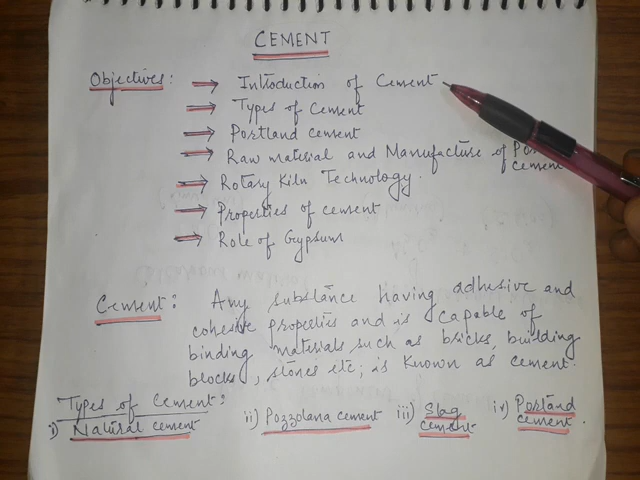 CEMENT
Objectives: → Introduction of Cement
→ Types of Cement
→ Portland cement
→ Raw material and Manufacture of
cement
→ Rotary Kiln Technology.
→ Properties of cement
→ Role of Gypsum
Cement: Any substance having adhesive and
cohesive properties and is capable of
binding materials such as bricks, building
blocks, stones etc; is known as cement.
Types of Cement:
i) Natural cement ii) Pozzolana cement iii) Slag cement iv) Portland cement.